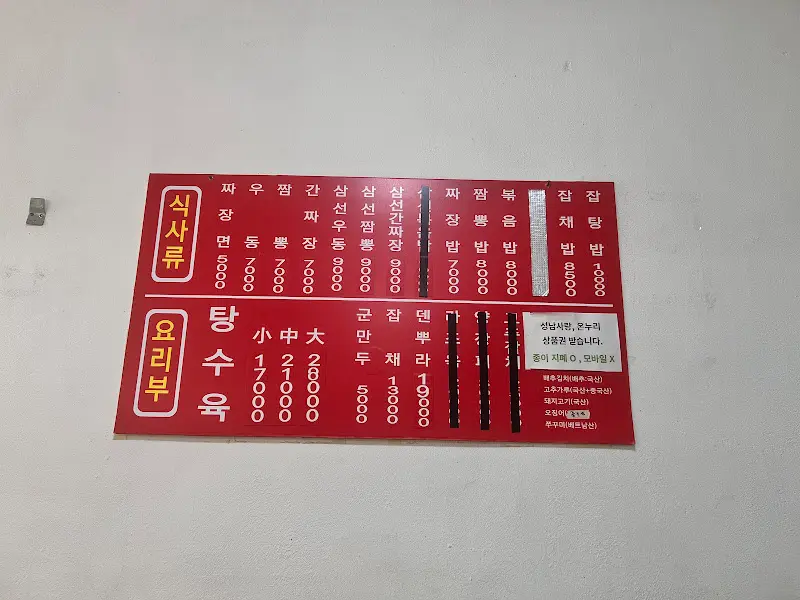 식사류
짜장면 5000
우동 7000
짬뽕 7000
간짜장 7000
삼선우동 9000
삼선짬뽕 9000
삼선간짜장 9000
짜장밥 7000
짬뽕밥 8000
볶음밥 8000
잡채밥 8500
잡탕밥 10000
요리부
탕수육
小 17000
中 21000
大 28000
군만두 5000
잡채 13000
덴뿌라 19000
성남사랑, 온누리
상품권 받습니다.
종이 지폐 O , 모바일 X
배추김치(배추:국산)
고추가루(국산+중국산)
돼지고기(국산)
오징어(
쭈꾸미(베트남산)